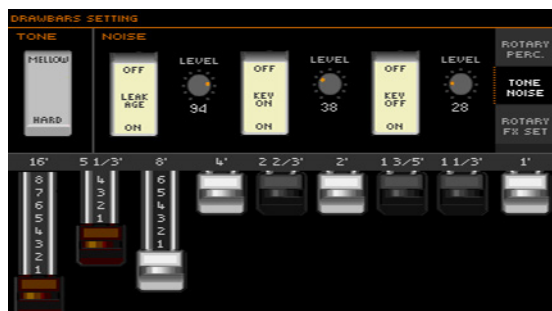 DRAWBARS SETTING
TONE
NOISE
MELLOW
HARD
OFF
LEAK
AGE
ON
LEVEL
94
OFF
KEY
ON
ON
LEVEL
38
OFF
KEY
OFF
ON
LEVEL
28
ROTARY
PERC.
TONE
NOISE
ROTARY
FX SET
16' 5 1/3' 8' 4' 2 2/3' 2' 1 3/5' 1 1/3' 1'
8
7
6
5
4
3
2
1
4
3
2
1
6
5
4
3
2
1